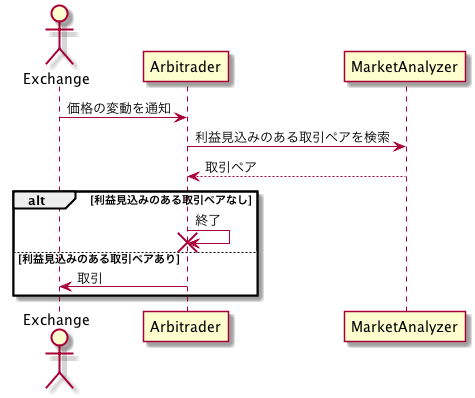 Exchange
Arbitrader
MarketAnalyzer
価格の変動を通知
利益見込みのある取引ペアを検索
取引ペア
alt
[利益見込みのある取引ペアなし]
終了
[利益見込みのある取引ペアあり]
取引
Exchange
Arbitrader
MarketAnalyzer